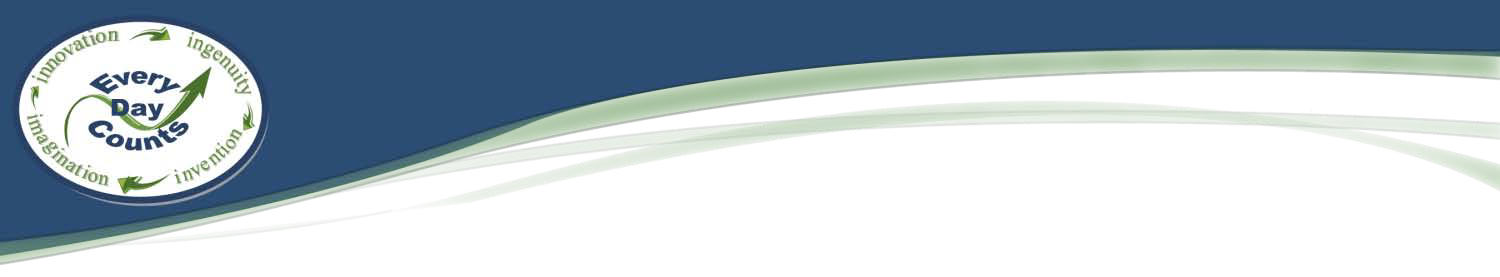 innovation
ingenuity
invention
imagination
Every
Day
Counts